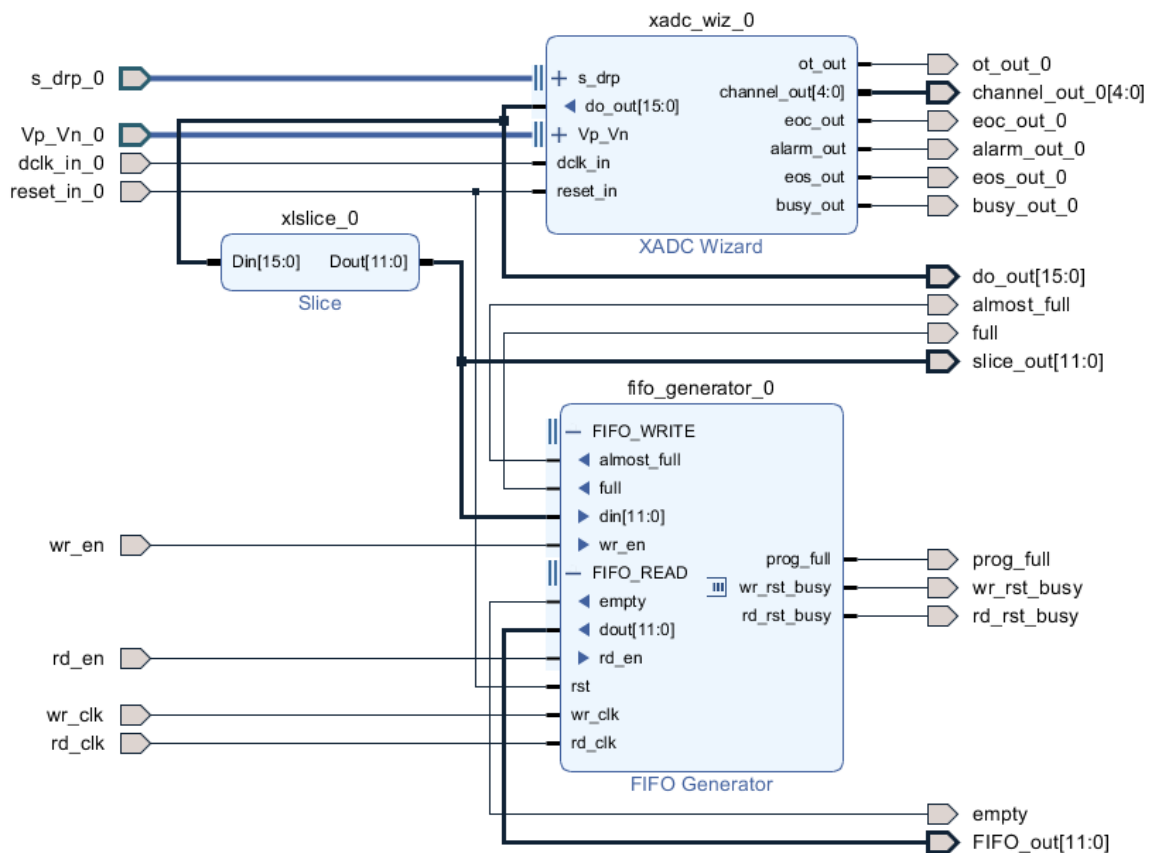 xadc_wiz_0
s_drp_0
s_drp
ot_out
ot_out_0
do_out[15:0]
channel_out[4:0]
channel_out_0[4:0]
Vp_Vn_0
Vp_Vn
eoc_out
eoc_out_0
dclk_in_0
dclk_in
alarm_out
alarm_out_0
reset_in_0
reset_in
eos_out
eos_out_0
busy_out
busy_out_0
XADC Wizard
xlslice_0
Din[15:0]
Dout[11:0]
Slice
do_out[15:0]
almost_full
full
slice_out[11:0]
fifo_generator_0
FIFO_WRITE
almost_full
full
din[11:0]
wr_en
wr_en
FIFO_READ
empty
dout[11:0]
rd_en
rd_en
rst
wr_clk
wr_clk
rd_clk
rd_clk
prog_full
prog_full
wr_rst_busy
wr_rst_busy
rd_rst_busy
rd_rst_busy
FIFO Generator
empty
FIFO_out[11:0]